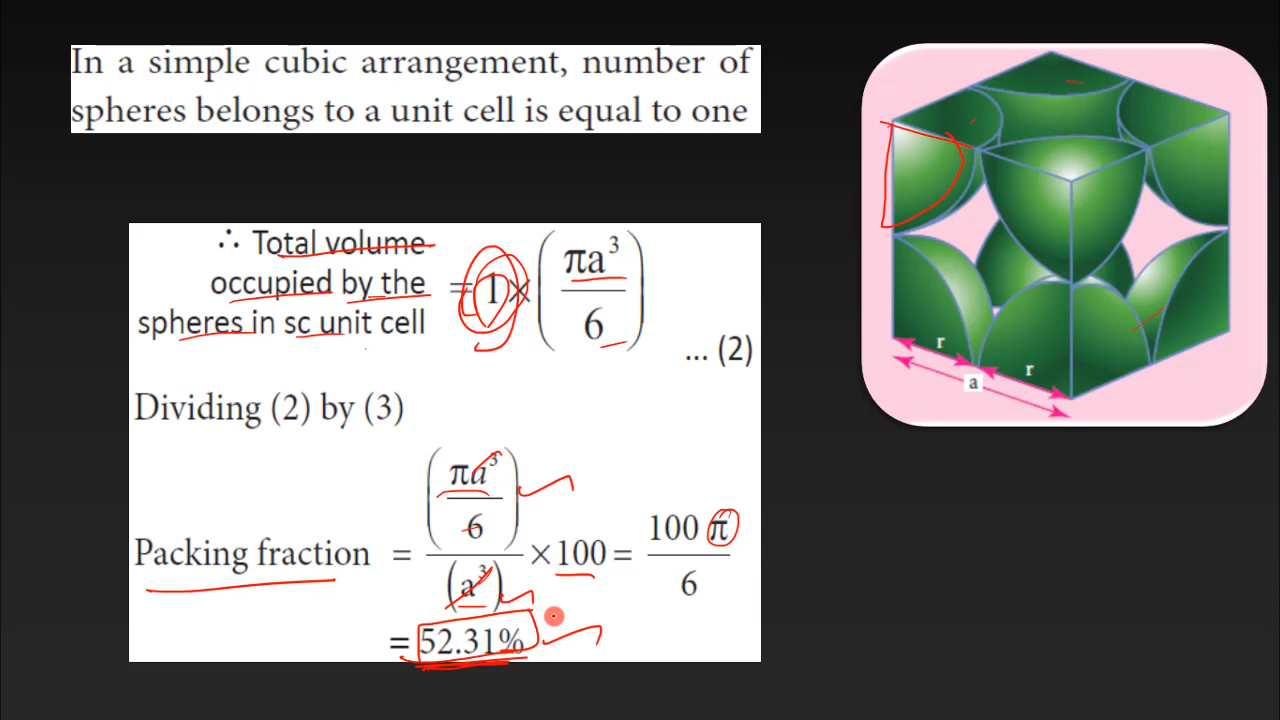 In a simple cubic arrangement, number of
spheres belongs to a unit cell is equal to one
∴ Total volume
occupied by the
spheres in sc unit cell
= 1 × (πa³/6)
... (2)
Dividing (2) by (3)
Packing fraction = (πa³/6)/(a³) × 100 = 100 π/6
= 52.31%
r
r
a